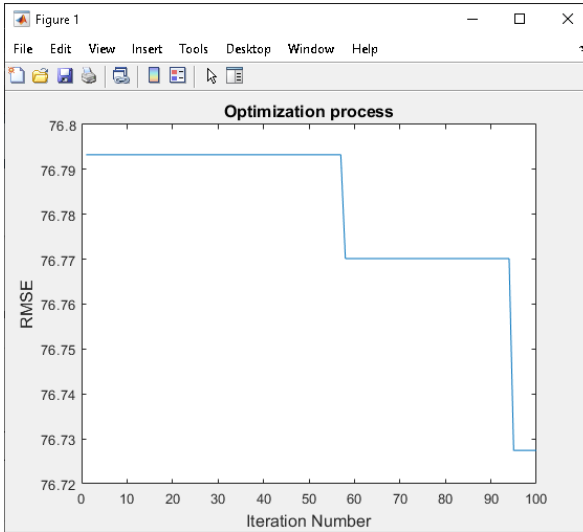 Figure 1
File Edit View Insert Tools Desktop Window Help
Optimization process
76.8
76.79
76.78
76.77
76.76
76.75
76.74
76.73
76.72
RMSE
0 10 20 30 40 50 60 70 80 90 100
Iteration Number